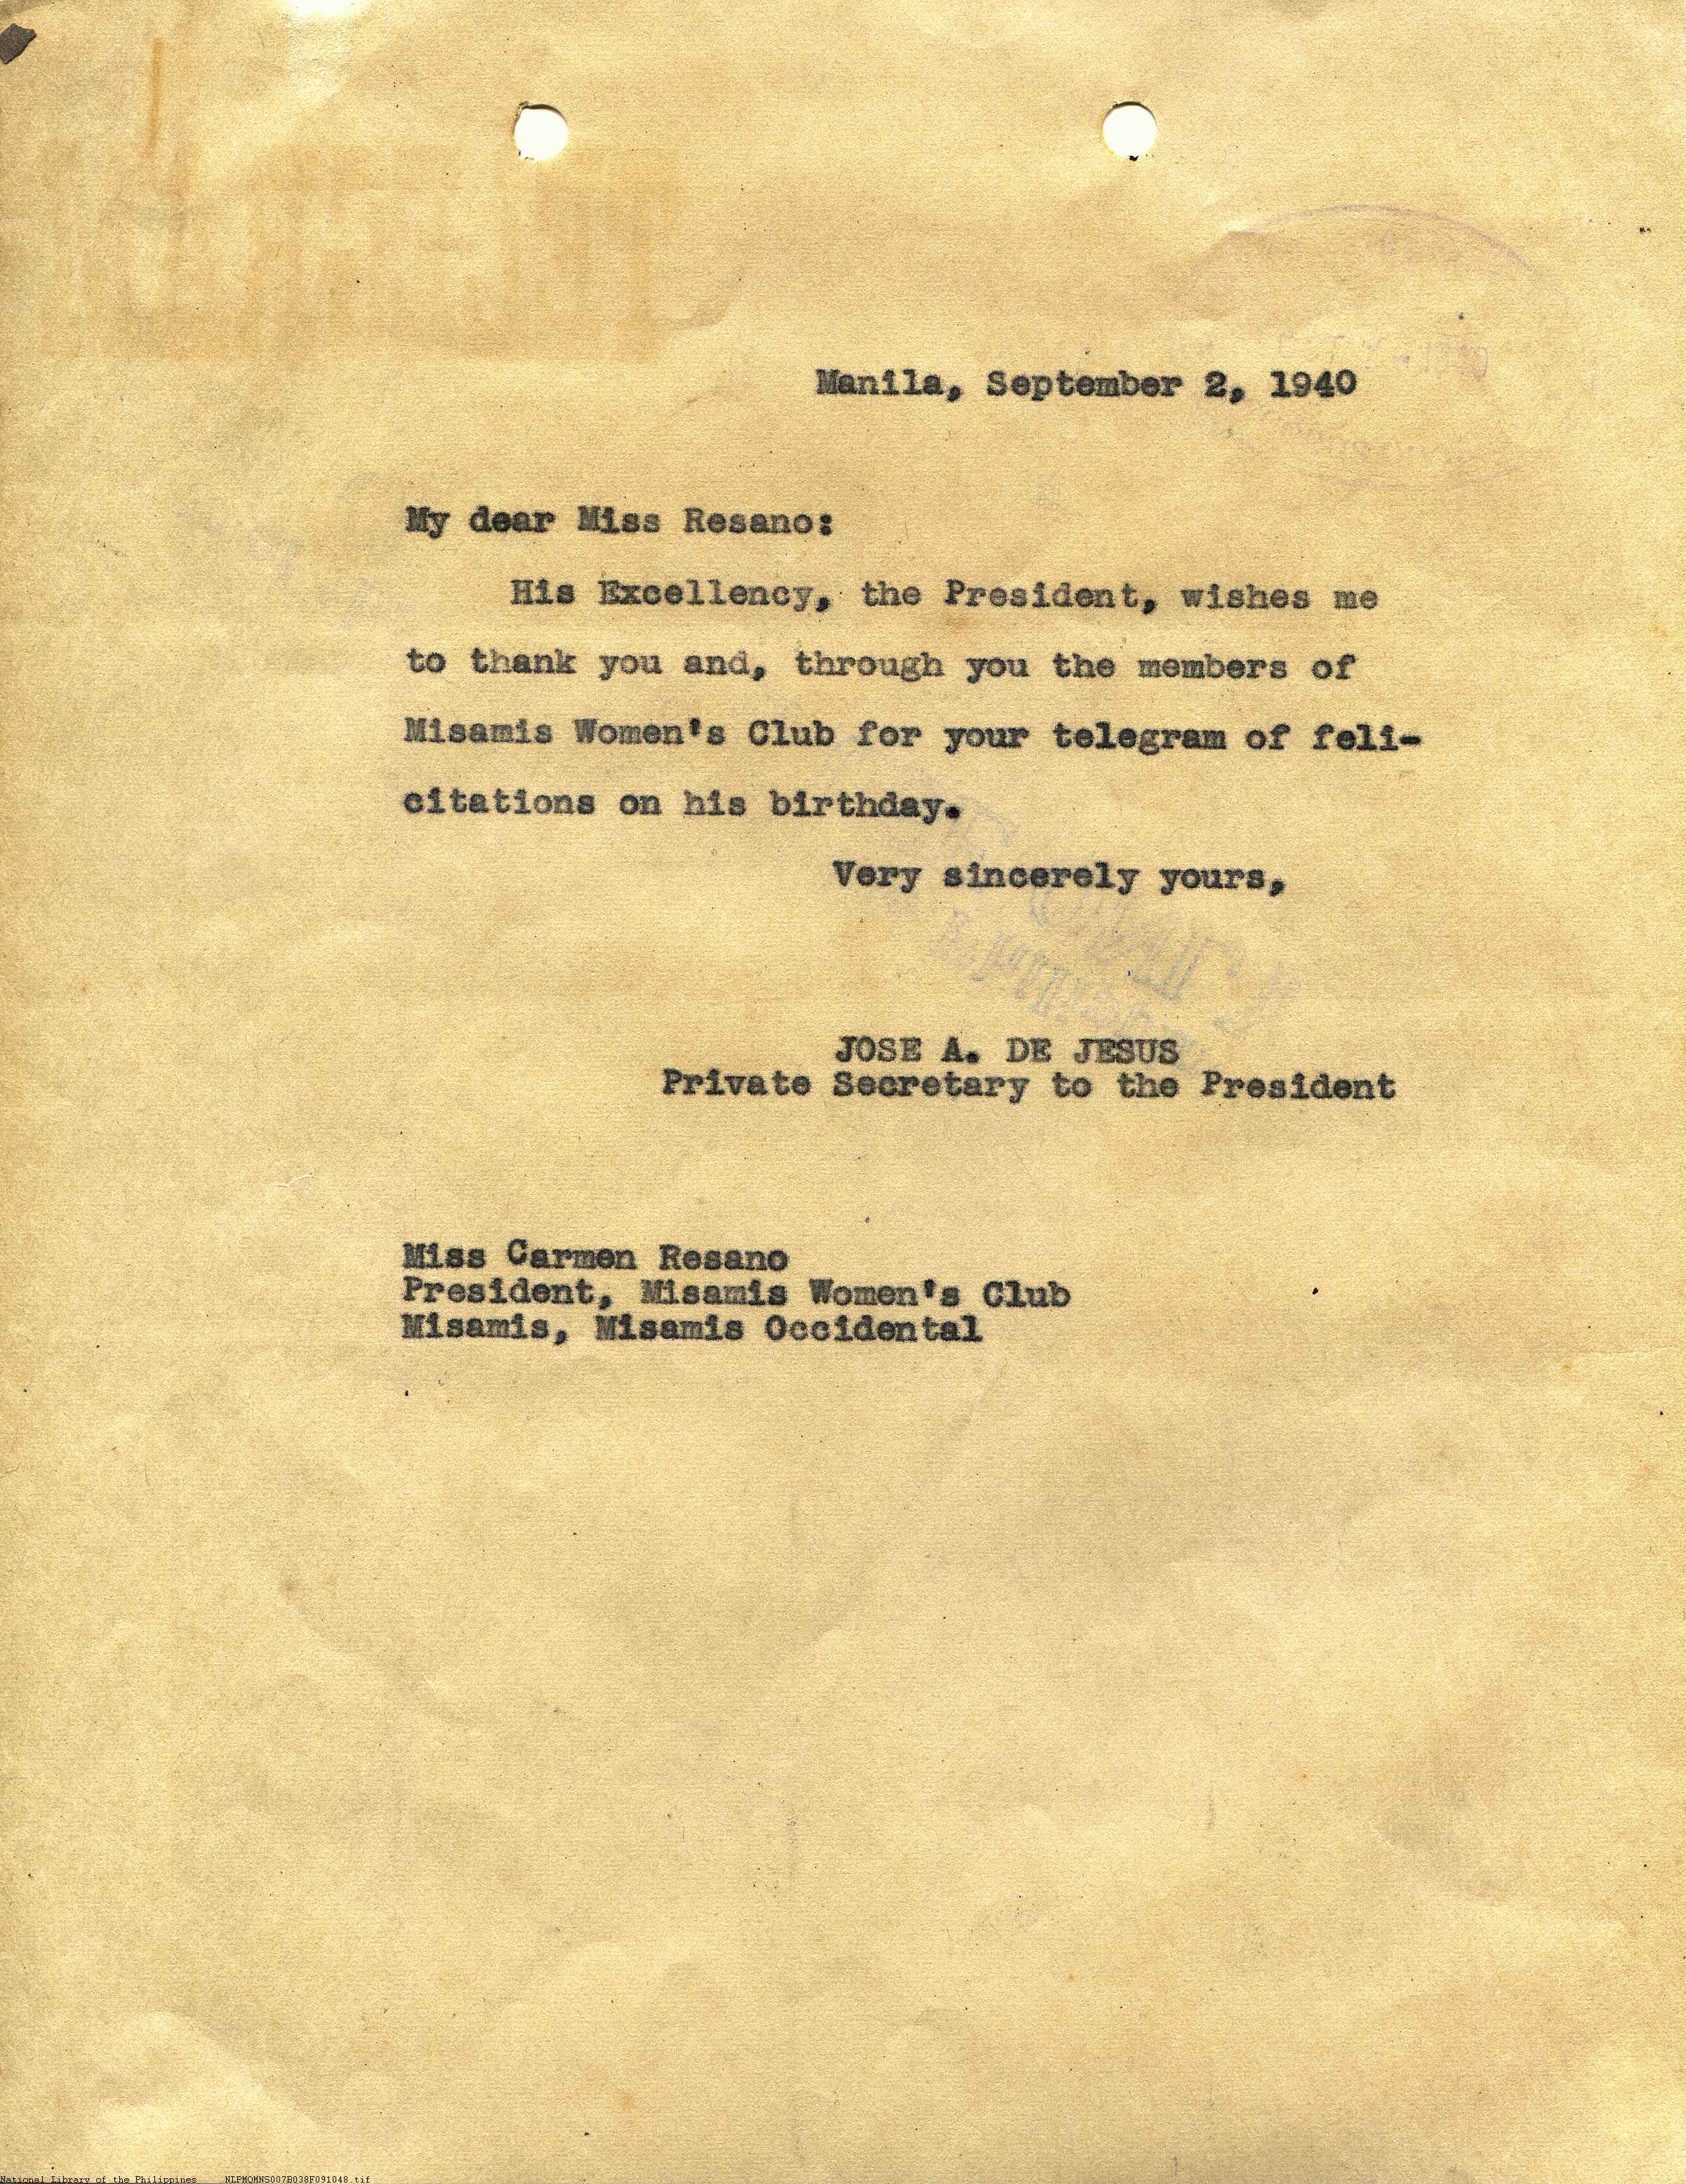 Manila, September 2, 1940
My dear Miss Resano:
His Excellency, the President, wishes me
to thank you and, through you the members of
Misamis Women's Club for your telegram of feli-
citations on his birthday.
Very sincerely yours,
JOSE A. DE JESUS
Private Secretary to the President
Miss Carmen Resano
President, Misamis Women's Club
Misamis, Misamis Occidental
National Library of the Philippines NLPMQMNS007B038F091048.tif